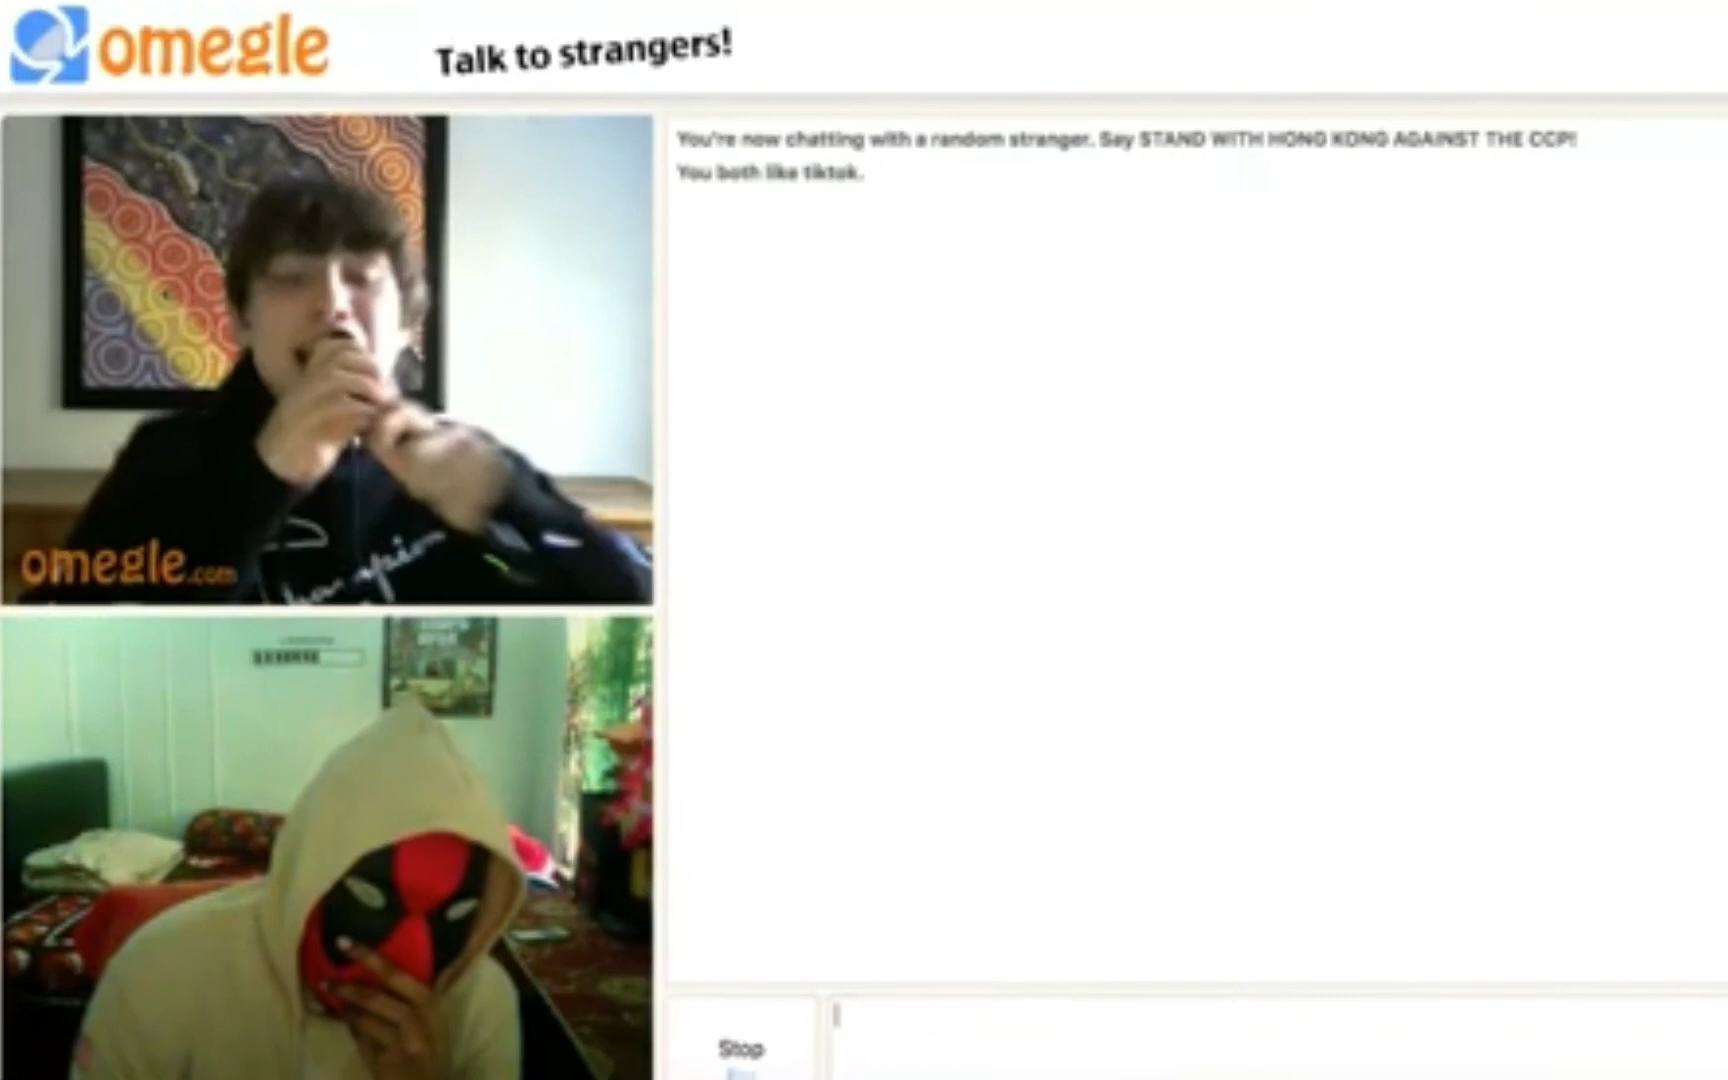 omegle
Talk to strangers!
You're now chatting with a random stranger. Say STAND WITH HONG KONG AGAINST THE CCP!
You both like tiktok.
Champion
omegle.com
Stop